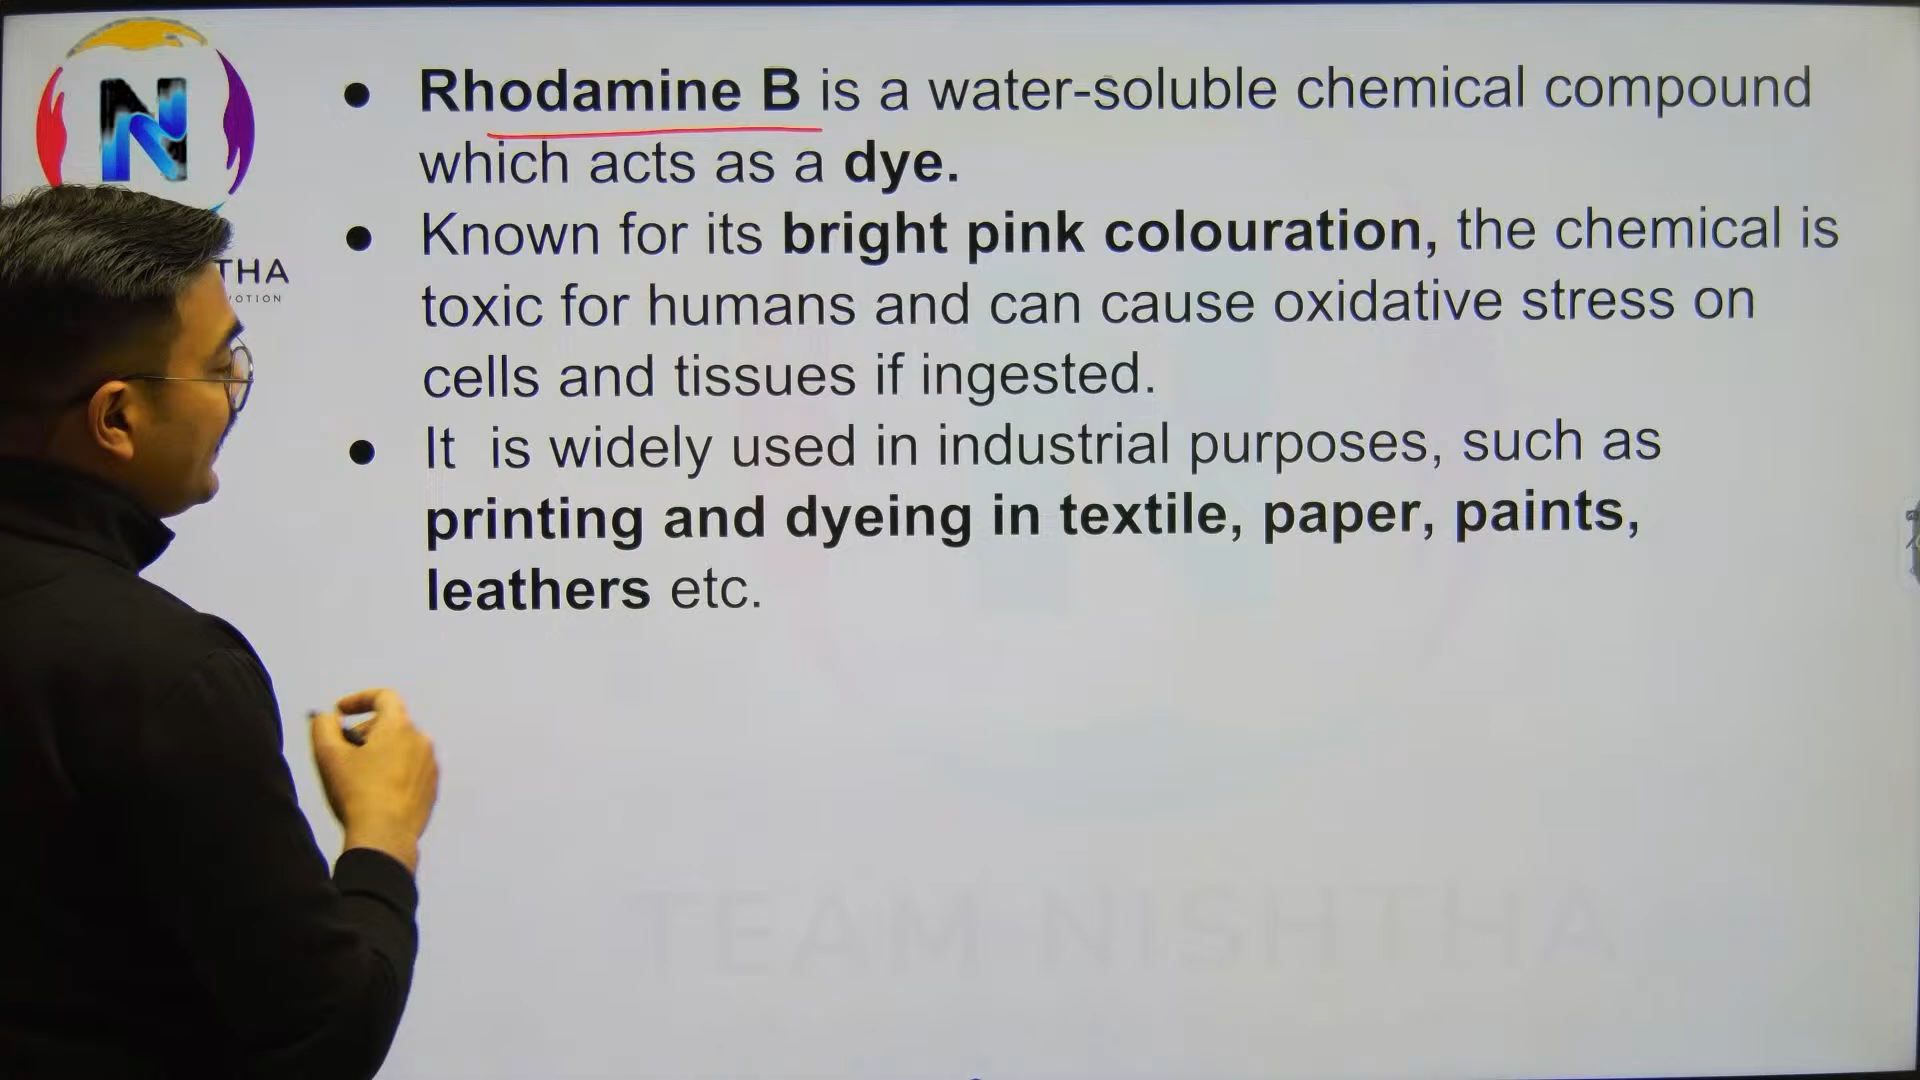 N
THA
VOTION
● Rhodamine B is a water-soluble chemical compound
which acts as a dye.
● Known for its bright pink colouration, the chemical is
toxic for humans and can cause oxidative stress on
cells and tissues if ingested.
● It is widely used in industrial purposes, such as
printing and dyeing in textile, paper, paints,
leathers etc.
TEAM NISHTHA